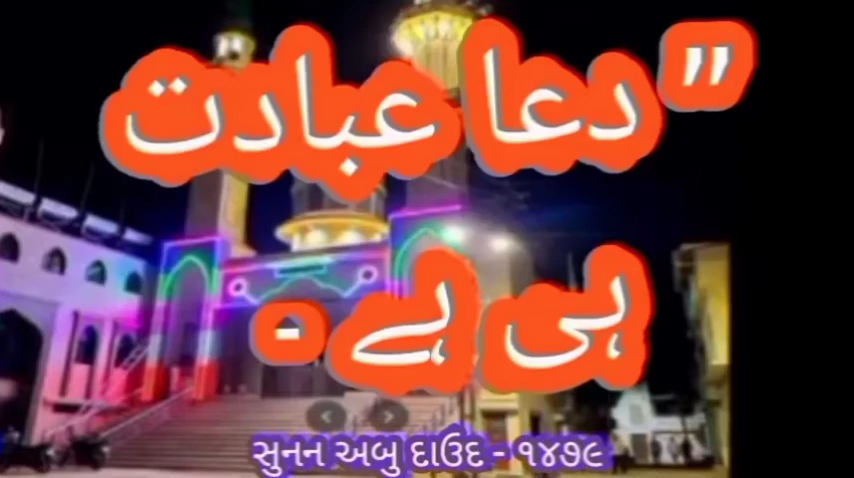 ”دعا عبادت
ہی ہے ۔
સુનન અબુ દાઉદ - ૧૪૭૯